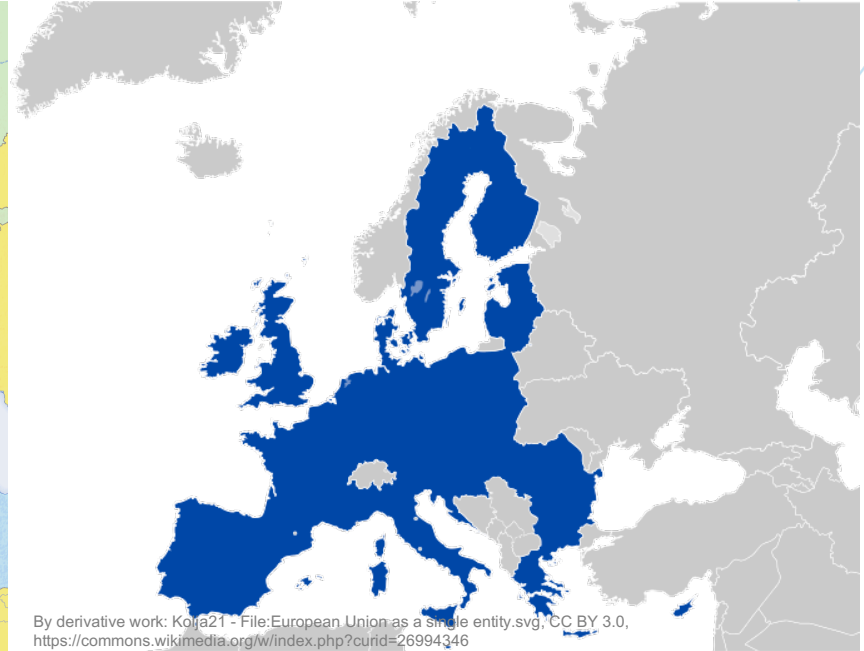 By derivative work: Kolja21 - File:European Union as a single entity.svg, CC BY 3.0,
https://commons.wikimedia.org/w/index.php?curid=26994346